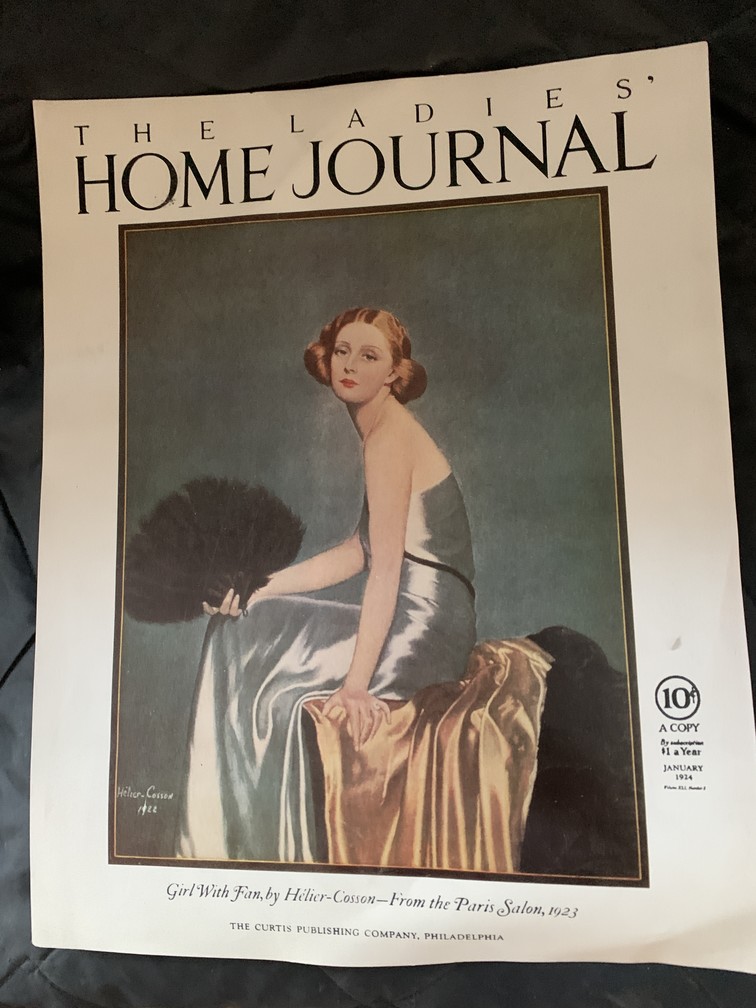 THE LADIES'
HOME JOURNAL
10¢
A COPY
By subscription
$1 a Year
JANUARY
1924
Hélier-Cosson
1922
Girl With Fan, by Hélier-Cosson—From the Paris Salon, 1923
THE CURTIS PUBLISHING COMPANY, PHILADELPHIA